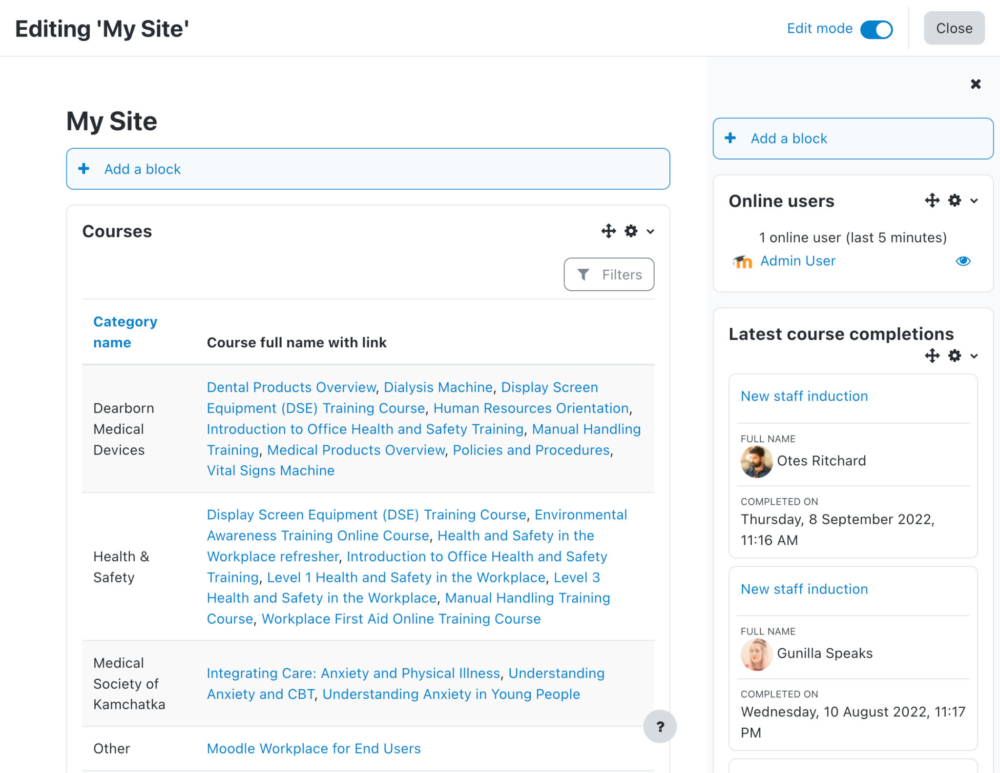 Editing 'My Site'
Edit mode
Close
My Site
Add a block
Courses
Filters
Category
name
Course full name with link
Dearborn
Medical
Devices
Dental Products Overview, Dialysis Machine, Display Screen
Equipment (DSE) Training Course, Human Resources Orientation,
Introduction to Office Health and Safety Training, Manual Handling
Training, Medical Products Overview, Policies and Procedures,
Vital Signs Machine
Health &
Safety
Display Screen Equipment (DSE) Training Course, Environmental
Awareness Training Online Course, Health and Safety in the
Workplace refresher, Introduction to Office Health and Safety
Training, Level 1 Health and Safety in the Workplace, Level 3
Health and Safety in the Workplace, Manual Handling Training
Course, Workplace First Aid Online Training Course
Medical
Society of
Kamchatka
Integrating Care: Anxiety and Physical Illness, Understanding
Anxiety and CBT, Understanding Anxiety in Young People
Other
Moodle Workplace for End Users
?
Add a block
Online users
1 online user (last 5 minutes)
Admin User
Latest course completions
New staff induction
FULL NAME
Otes Ritchard
COMPLETED ON
Thursday, 8 September 2022,
11:16 AM
New staff induction
FULL NAME
Gunilla Speaks
COMPLETED ON
Wednesday, 10 August 2022, 11:17
PM